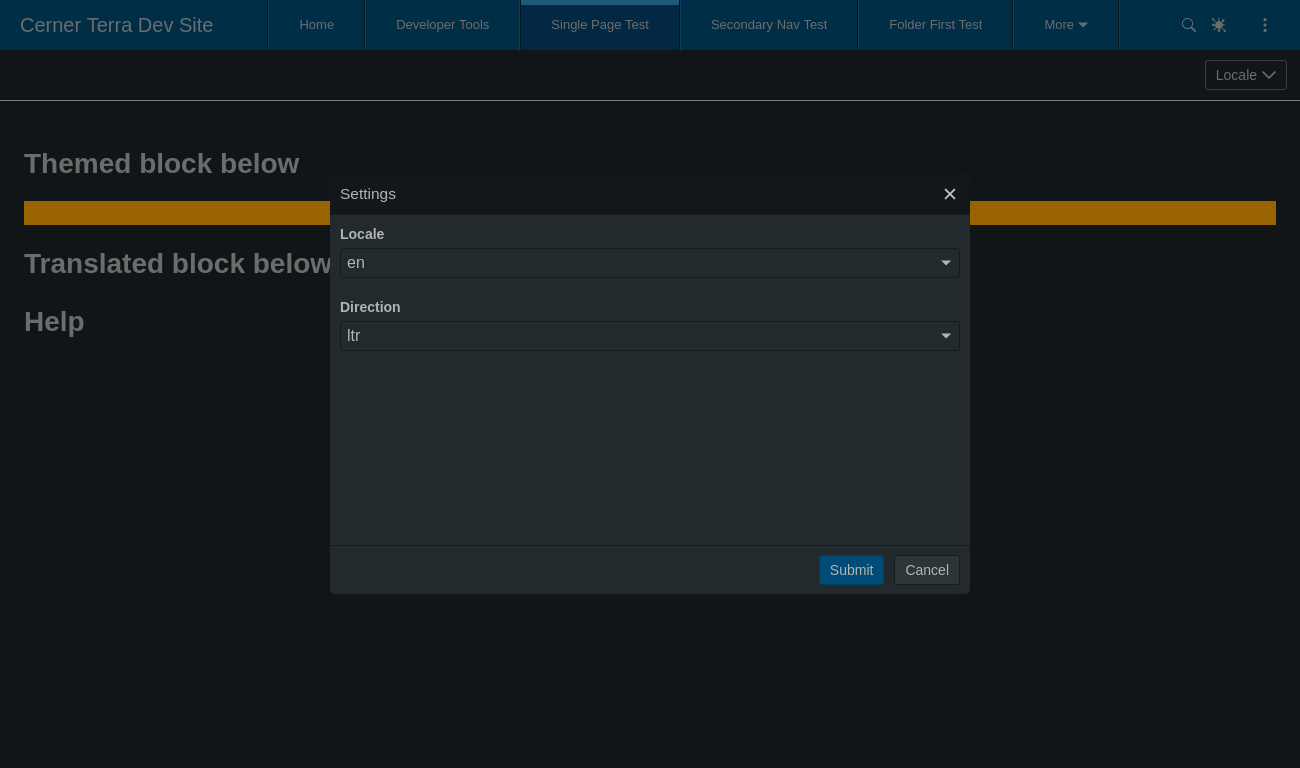 Cerner Terra Dev Site
Home
Developer Tools
Single Page Test
Secondary Nav Test
Folder First Test
More
Locale
Themed block below
Settings
Locale
en
Translated block below
Direction
Help
ltr
Submit
Cancel